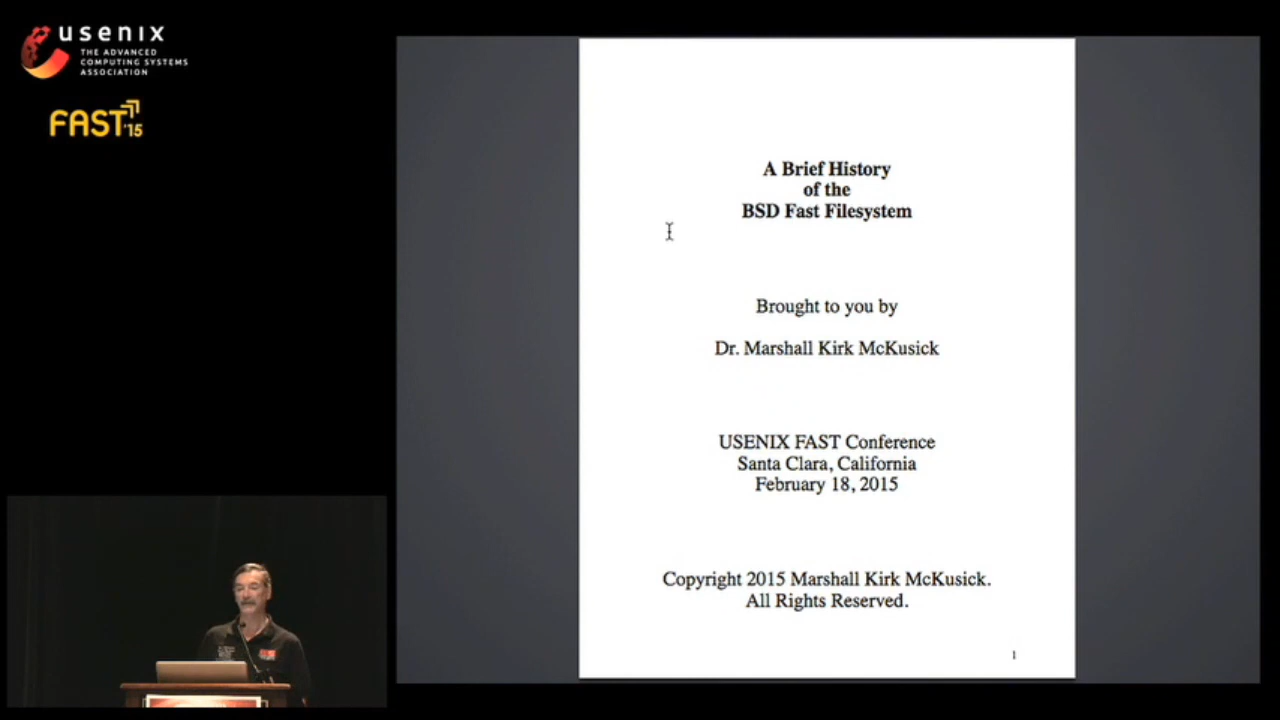 usenix
THE ADVANCED
COMPUTING SYSTEMS
ASSOCIATION
FAST '15
A Brief History
of the
BSD Fast Filesystem
Brought to you by
Dr. Marshall Kirk McKusick
USENIX FAST Conference
Santa Clara, California
February 18, 2015
Copyright 2015 Marshall Kirk McKusick.
All Rights Reserved.
1